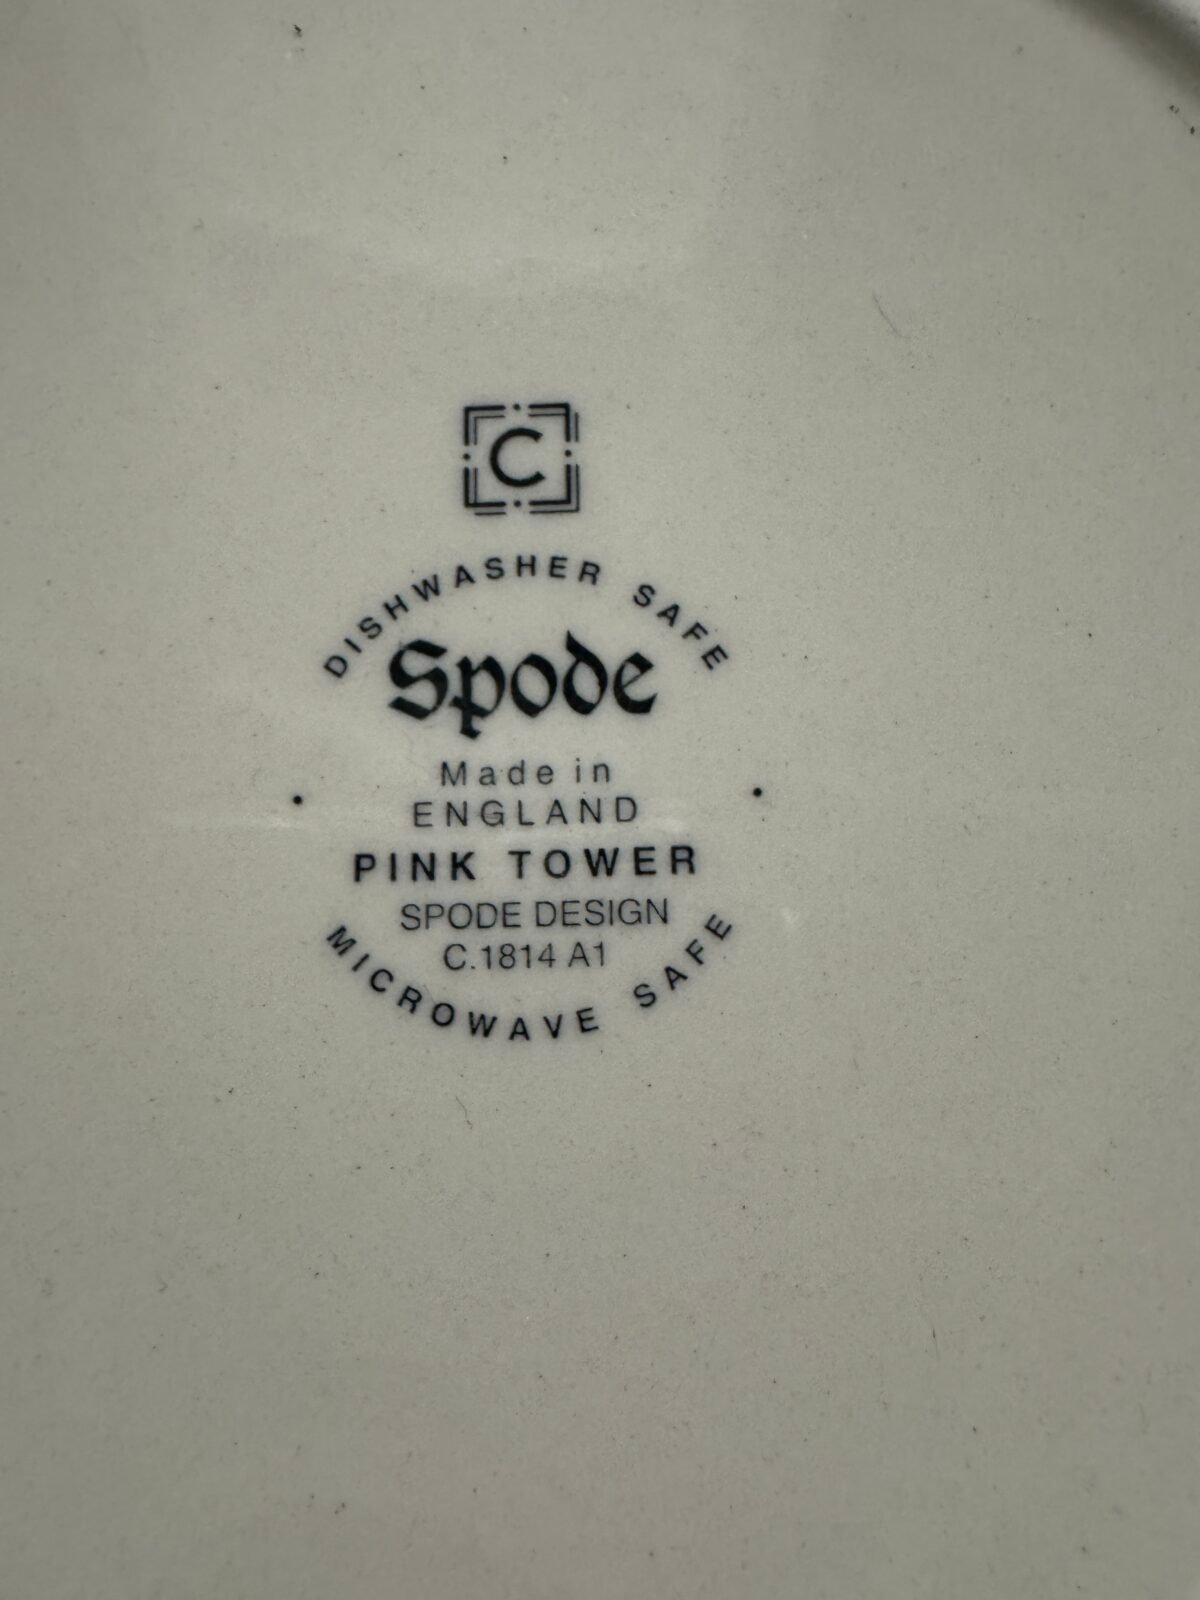 C
DISHWASHER SAFE
Spode
Made in
ENGLAND
PINK TOWER
SPODE DESIGN
C.1814 A1
MICROWAVE SAFE